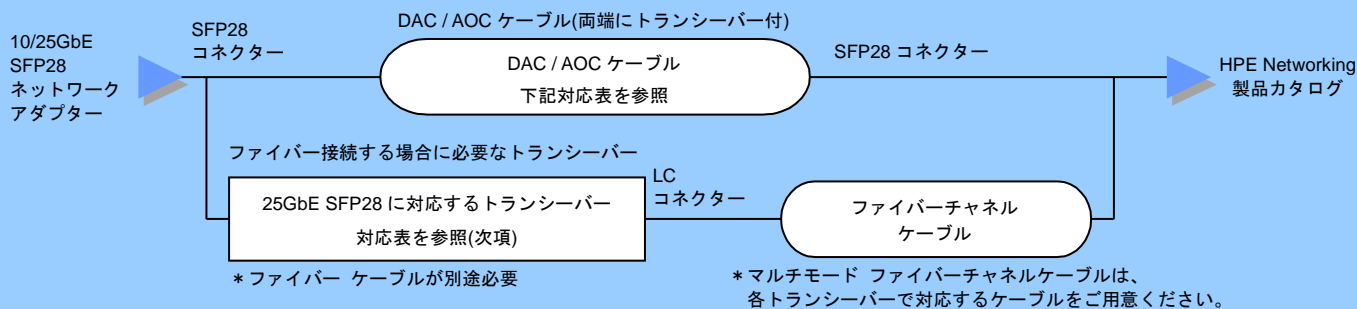 10/25GbE
SFP28
ネットワーク
アダプター
SFP28
コネクター
DAC / AOC ケーブル(両端にトランシーバー付)
DAC / AOC ケーブル
下記対応表を参照
SFP28 コネクター
HPE Networking
製品カタログ
ファイバー接続する場合に必要なトランシーバー
25GbE SFP28 に対応するトランシーバー
対応表を参照(次項)
LC
コネクター
ファイバーチャネル
ケーブル
*ファイバー ケーブルが別途必要
*マルチモード ファイバーチャネルケーブルは、
各トランシーバーで対応するケーブルをご用意ください。